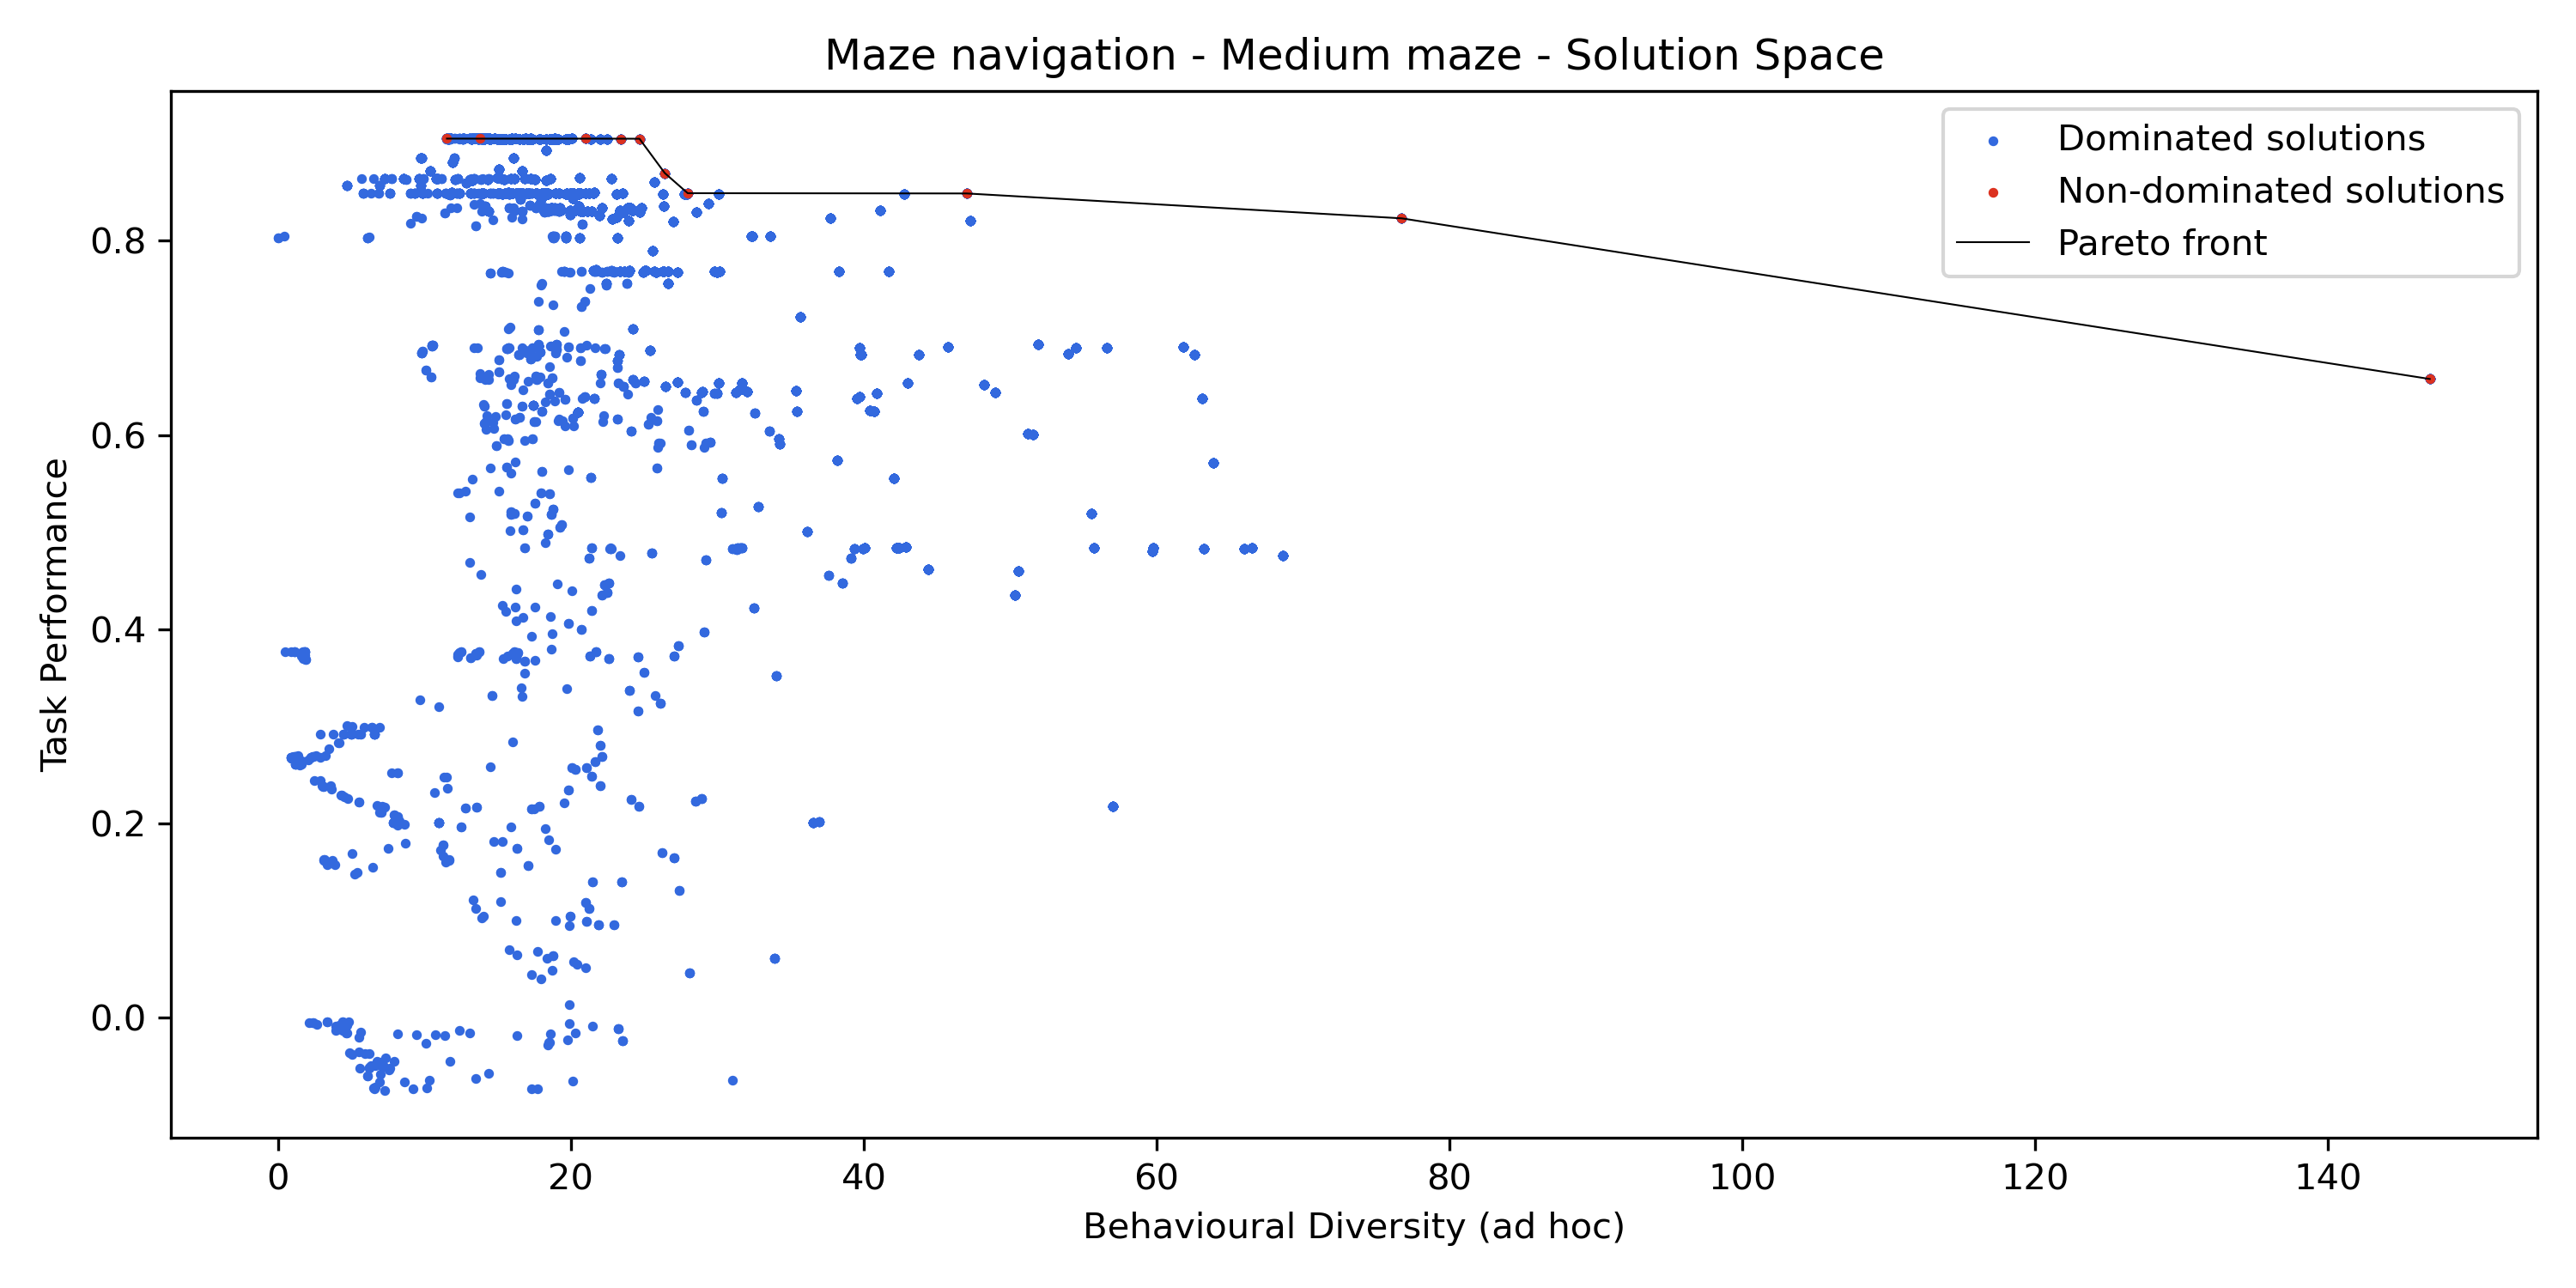 Maze navigation - Medium maze - Solution Space
Dominated solutions
Non-dominated solutions
Pareto front
Task Performance
0.8
0.6
0.4
0.2
0.0
0 20 40 60 80 100 120 140
Behavioural Diversity (ad hoc)